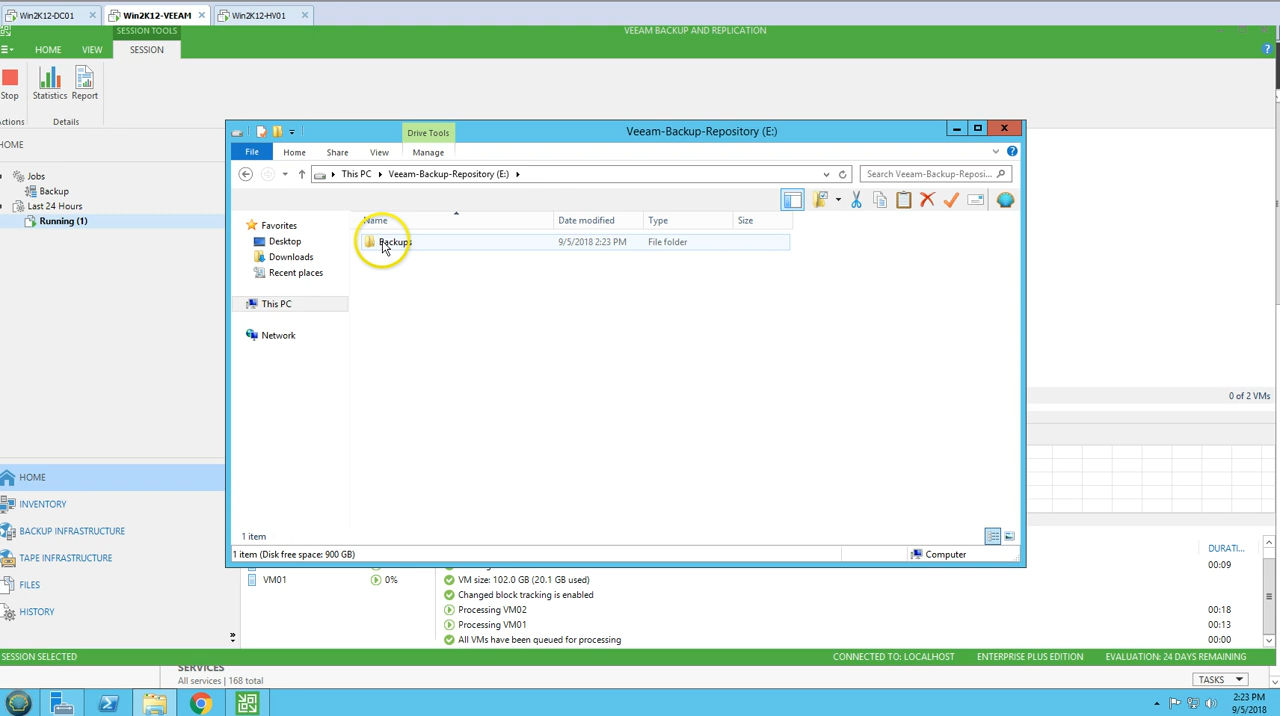 Win2K12-DC01 Win2K12-VEEAM Win2K12-HV01
SESSION TOOLS VEEAM BACKUP AND REPLICATION
HOME VIEW SESSION
Stop Statistics Report
Details
HOME
Jobs
Backup
Last 24 Hours
Running (1)
Veeam-Backup-Repository (E:)
Drive Tools
File Home Share View Manage
This PC Veeam-Backup-Repository (E:) Search Veeam-Backup-Reposi...
Favorites
Desktop
Downloads
Recent places
This PC
Network
Name Date modified Type Size
Backups 9/5/2018 2:23 PM File folder
1 item
1 item (Disk free space: 900 GB) Computer
0 of 2 VMs
HOME
INVENTORY
BACKUP INFRASTRUCTURE
TAPE INFRASTRUCTURE
FILES
HISTORY
DURATI...
00:09
VM01 0% VM size: 102.0 GB (20.1 GB used)
Changed block tracking is enabled
Processing VM02 00:18
Processing VM01 00:13
All VMs have been queued for processing 00:00
SESSION SELECTED CONNECTED TO: LOCALHOST ENTERPRISE PLUS EDITION EVALUATION: 24 DAYS REMAINING
SERVICES
All services | 168 total TASKS
2:23 PM
9/5/2018